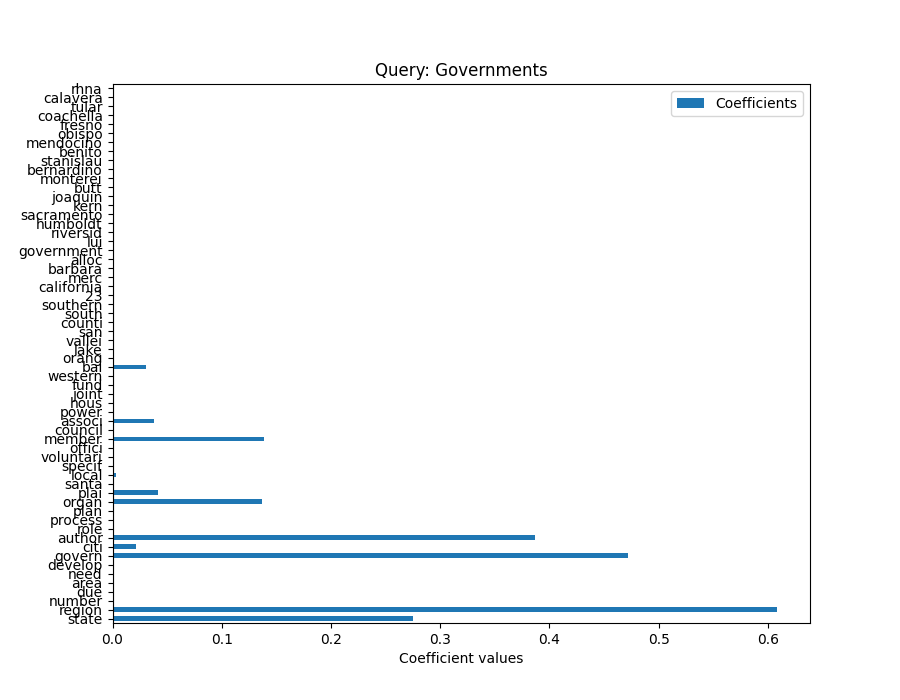 Query: Governments
Coefficients
rhna
calavera
tular
coachella
fresno
obispo
mendocino
benito
stanislau
bernardino
monterei
butt
joaquin
kern
sacramento
humboldt
riversid
lui
government
alloc
barbara
merc
california
23
southern
south
counti
san
vallei
lake
orang
bai
western
fund
joint
hous
power
associ
council
member
offici
voluntari
specif
local
santa
plai
organ
plan
process
role
author
citi
govern
develop
need
area
due
number
region
state
0.0 0.1 0.2 0.3 0.4 0.5 0.6
Coefficient values